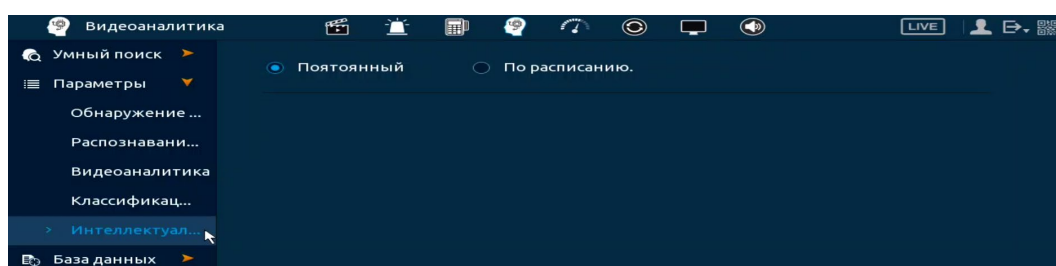 Видеоаналитика
LIVE
Умный поиск
Поятоянный
По расписанию.
Параметры
Обнаружение ...
Распознавани...
Видеоаналитика
Классификац...
Интеллектуал...
База данных